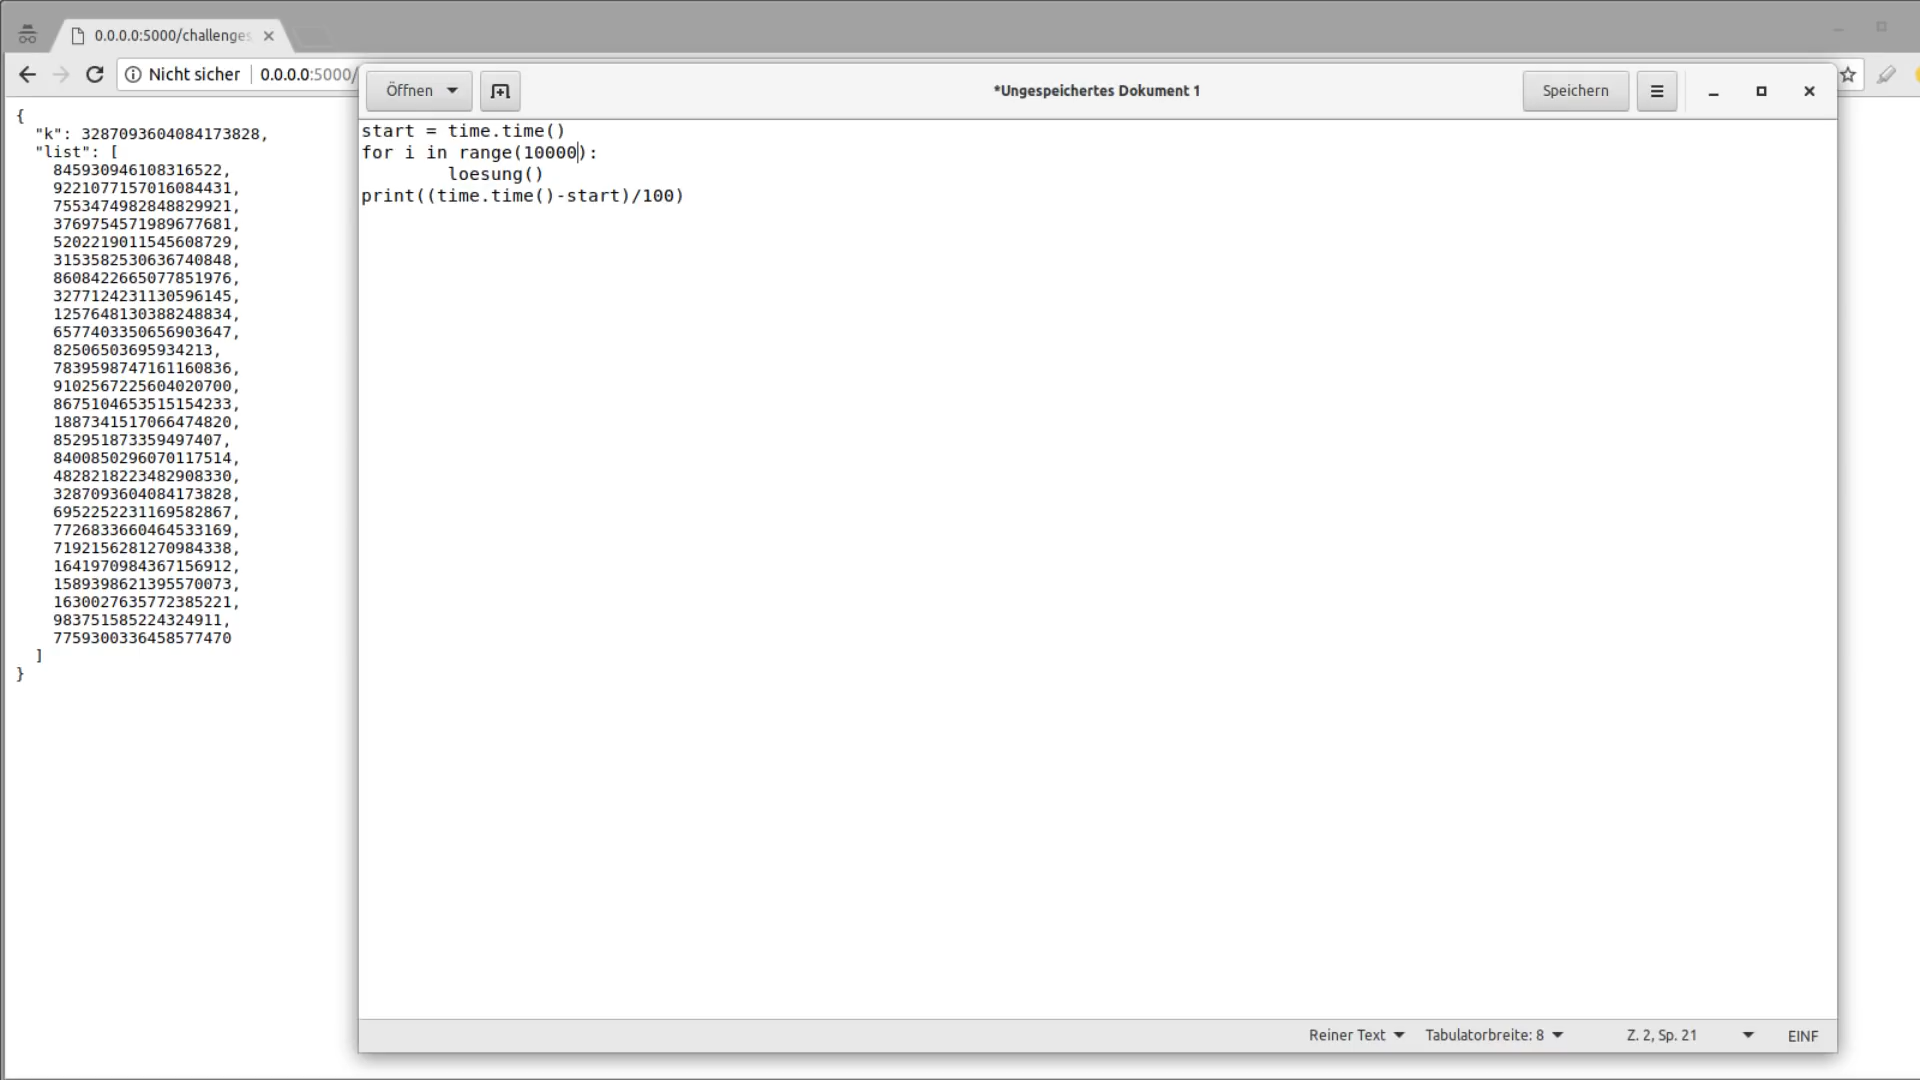 0.0.0.0:5000/challenges
Nicht sicher
0.0.0.0:5000/
Öffnen
*Ungespeichertes Dokument 1
Speichern
{
"k": 3287093604084173828,
"list": [
845930946108316522,
9221077157016084431,
7553474982848829921,
3769754571989677681,
5202219011545608729,
3153582530636740848,
8608422665077851976,
3277124231130596145,
1257648130388248834,
6577403350656903647,
82506503695934213,
7839598747161160836,
9102567225604020700,
8675104653515154233,
1887341517066474820,
852951873359497407,
8400850296070117514,
4828218223482908330,
3287093604084173828,
6952252231169582867,
7726833660464533169,
7192156281270984338,
1641970984367156912,
1589398621395570073,
1630027635772385221,
983751585224324911,
7759300336458577470
]
}
start = time.time()
for i in range(10000):
loesung()
print((time.time()-start)/100)
Reiner Text
Tabulatorbreite: 8
Z. 2, Sp. 21
EINF